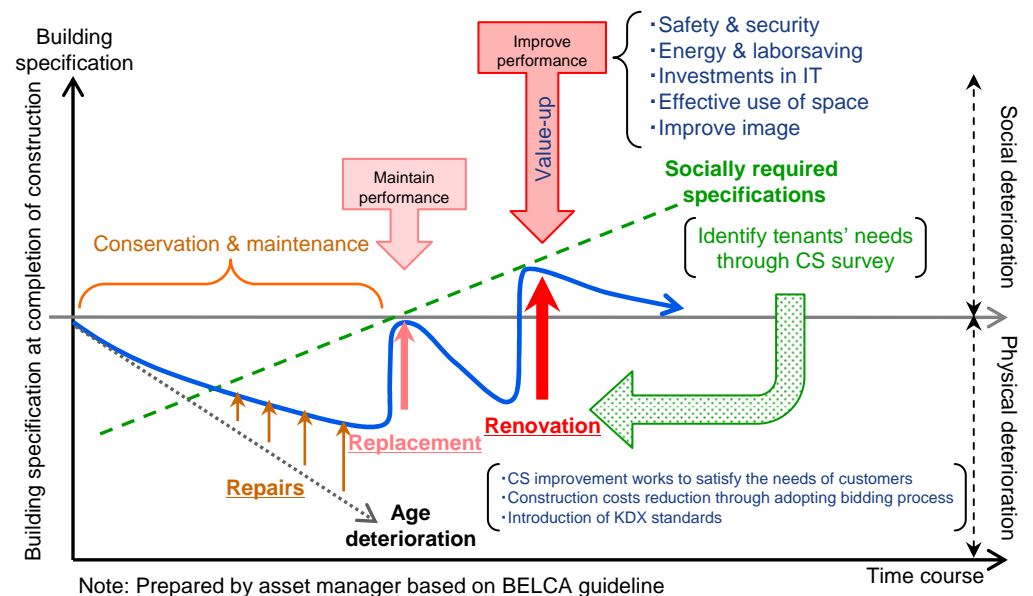 Building
specification
Building specification at completion of construction
Conservation & maintenance
Maintain
performance
Improve
performance
Value-up
・Safety & security
・Energy & laborsaving
・Investments in IT
・Effective use of space
・Improve image
Socially required
specifications
Identify tenants’ needs
through CS survey
Social deterioration
Physical deterioration
Repairs
Replacement
Renovation
Age
deterioration
・CS improvement works to satisfy the needs of customers
・Construction costs reduction through adopting bidding process
・Introduction of KDX standards
Time course
Note: Prepared by asset manager based on BELCA guideline